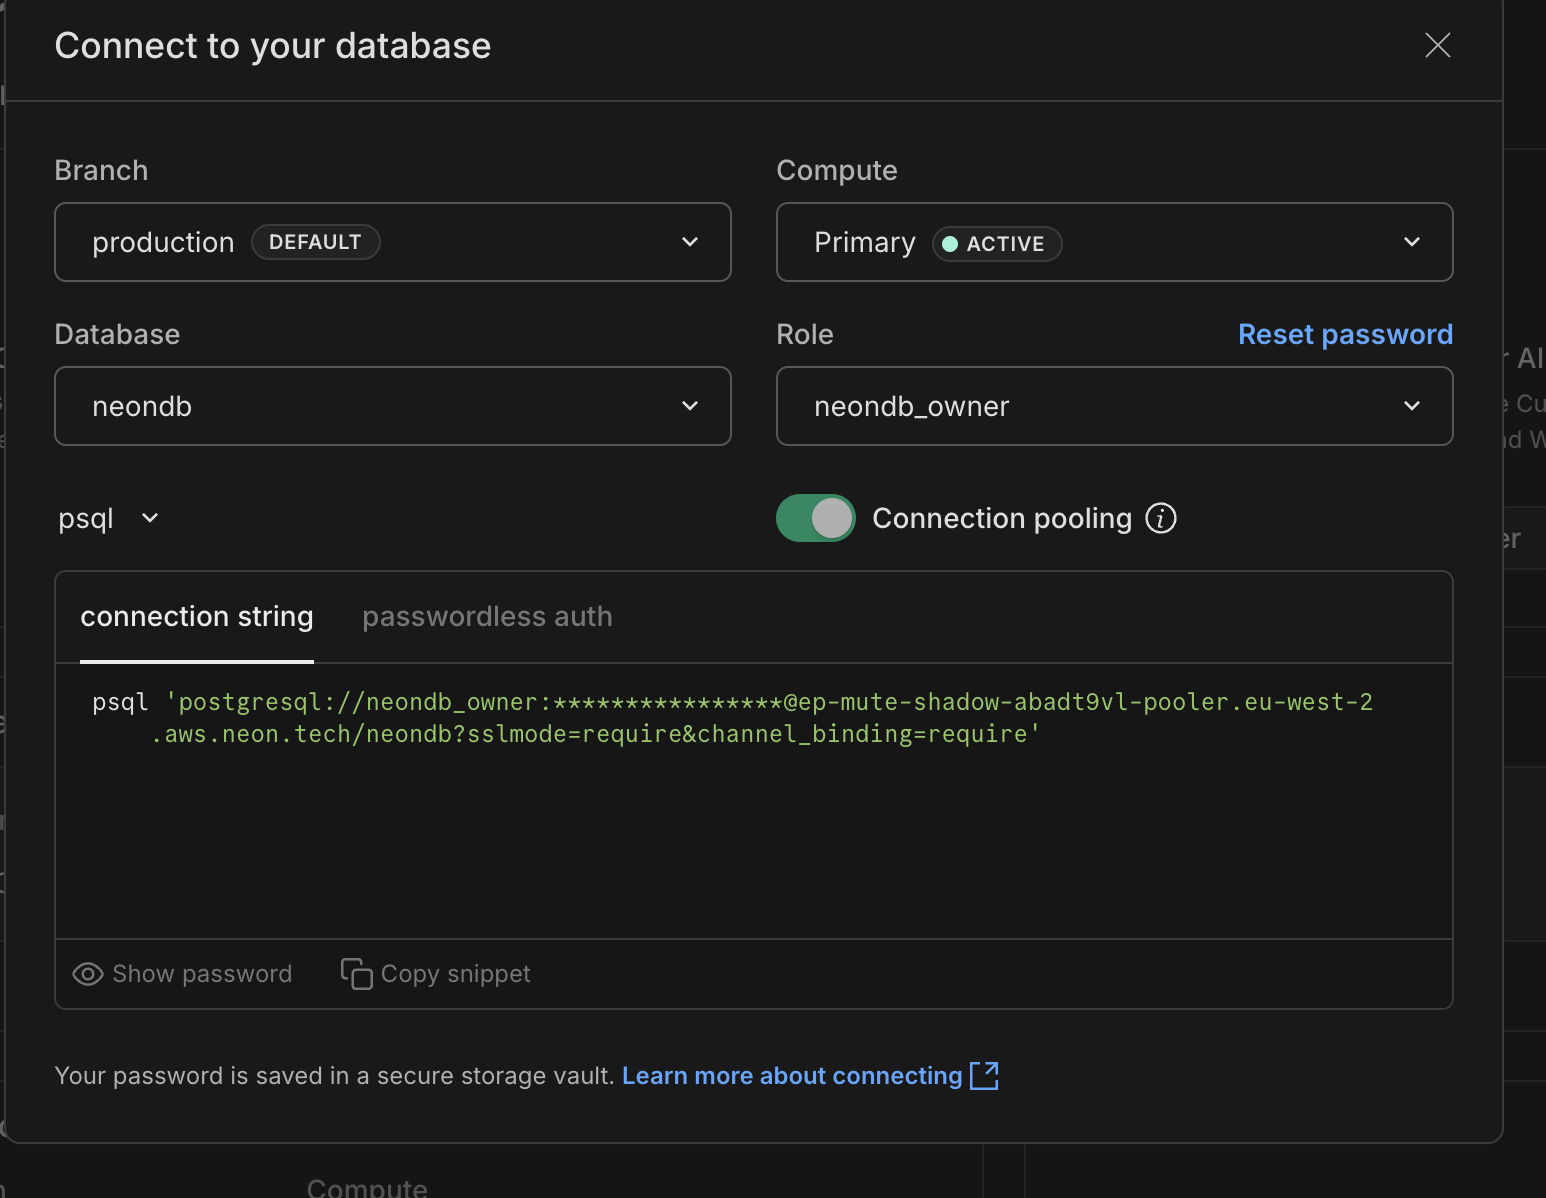 Connect to your database
Branch
Compute
production DEFAULT
Primary ACTIVE
Database
Role
Reset password
neondb
neondb_owner
psql
Connection pooling
connection string
passwordless auth
psql 'postgresql://neondb_owner:****************@ep-mute-shadow-abadt9vl-pooler.eu-west-2
.aws.neon.tech/neondb?sslmode=require&channel_binding=require'
Show password
Copy snippet
Your password is saved in a secure storage vault. Learn more about connecting
Compute